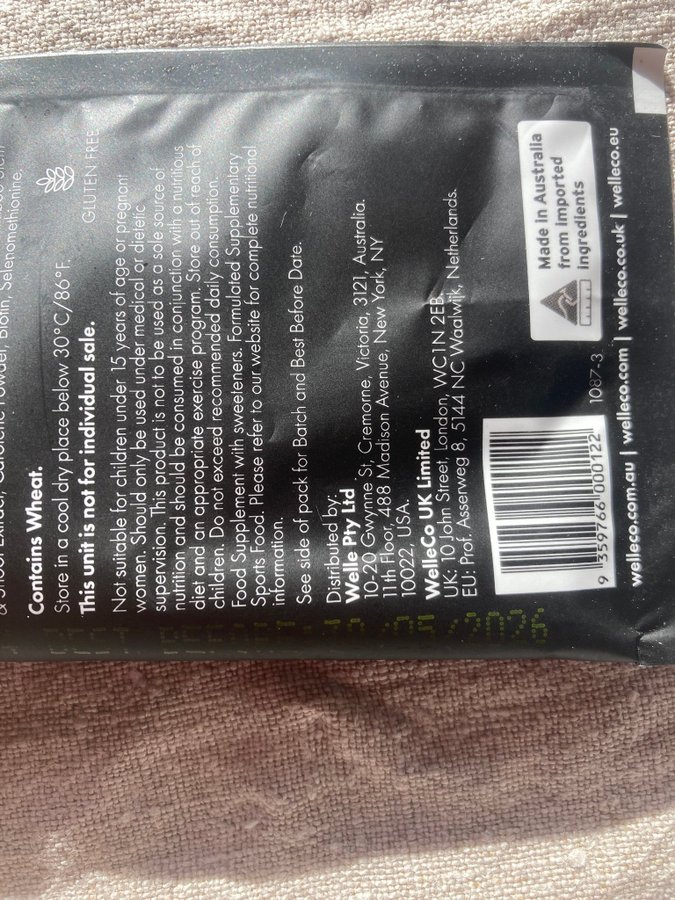 & Shoot Extract, Carotene Powder, Biotin, Selenomethionine,
Contains Wheat.
Store in a cool dry place below 30°C/86°F.
This unit is not for individual sale.
GLUTEN FREE
Not suitable for children under 15 years of age or pregnant
women. Should only be used under medical or dietetic
supervision. This product is not to be used as a sole source of
nutrition and should be consumed in conjunction with a nutritious
diet and an appropriate exercise program. Store out of reach of
children. Do not exceed recommended daily consumption.
Food Supplement with sweeteners. Formulated Supplementary
Sports Food. Please refer to our website for complete nutritional
information.
See side of pack for Batch and Best Before Date.
Distributed by:
Welle Pty Ltd
10-20 Gwynne St, Cremorne, Victoria, 3121, Australia.
11th Floor, 488 Madison Avenue, New York, NY
10022, USA.
WelleCo UK Limited
UK: 10 John Street, London, WC1N 2EB.
EU: Prof. Asserweg 8, 5144 NC Waalwijk, Netherlands.
Made in Australia
from imported
ingredients
9 359766 000122
1087-3
welleco.com.au | welleco.com | welleco.co.uk | welleco.eu
BEST BEFORE: /05/2026